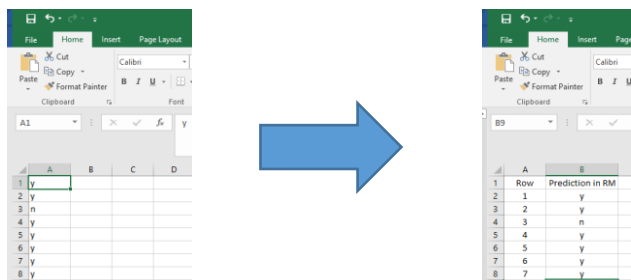 File Home Insert Page Layout
Cut
Copy
Paste
Format Painter
Clipboard
Calibri
B I U
Font
A1
fx y
A B C D
1 y
2 y
3 n
4 y
5 y
6 y
7 y
8 y
File Home Insert Page
Cut
Copy
Paste
Format Painter
Clipboard
Calibri
B I U
B9
A B
1 Row Prediction in RM
2 1 y
3 2 y
4 3 n
5 4 y
6 5 y
7 6 y
8 7 y